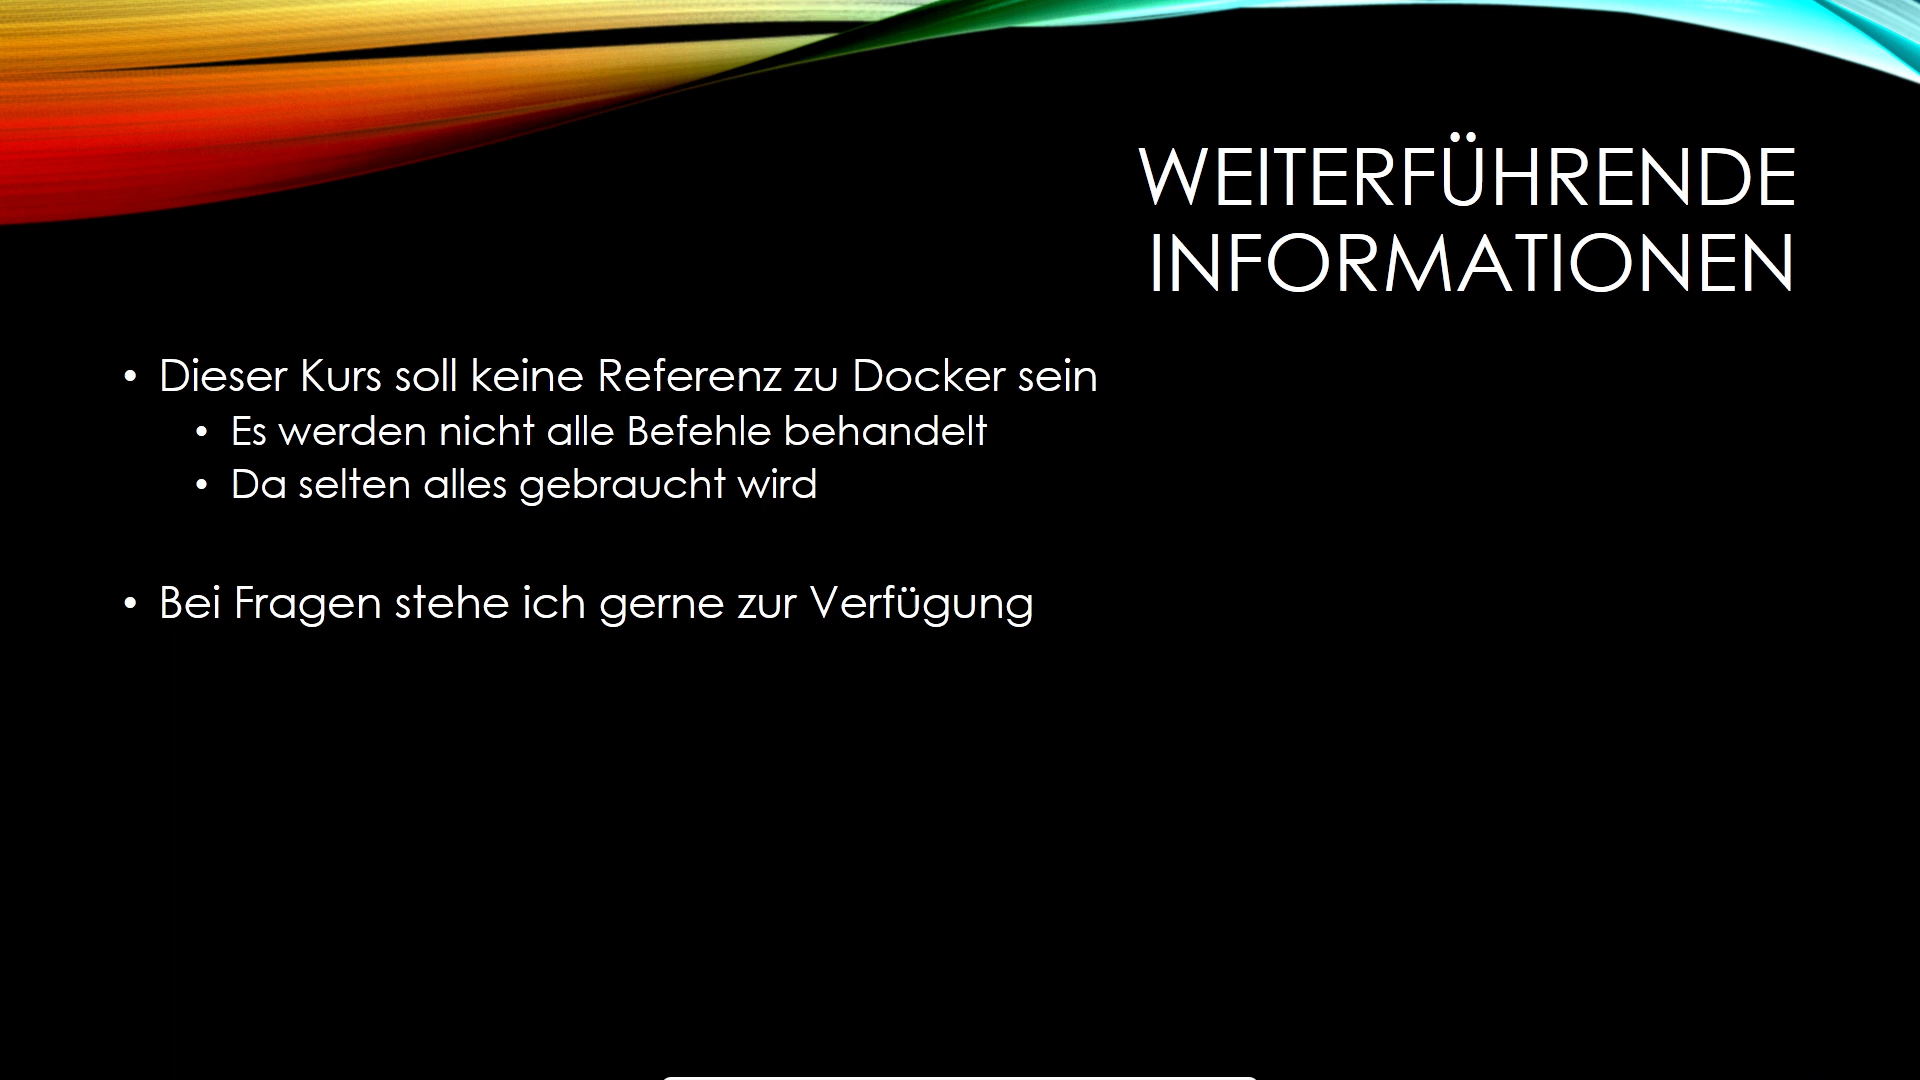 WEITERFÜHRENDE
INFORMATIONEN
• Dieser Kurs soll keine Referenz zu Docker sein
• Es werden nicht alle Befehle behandelt
• Da selten alles gebraucht wird
• Bei Fragen stehe ich gerne zur Verfügung